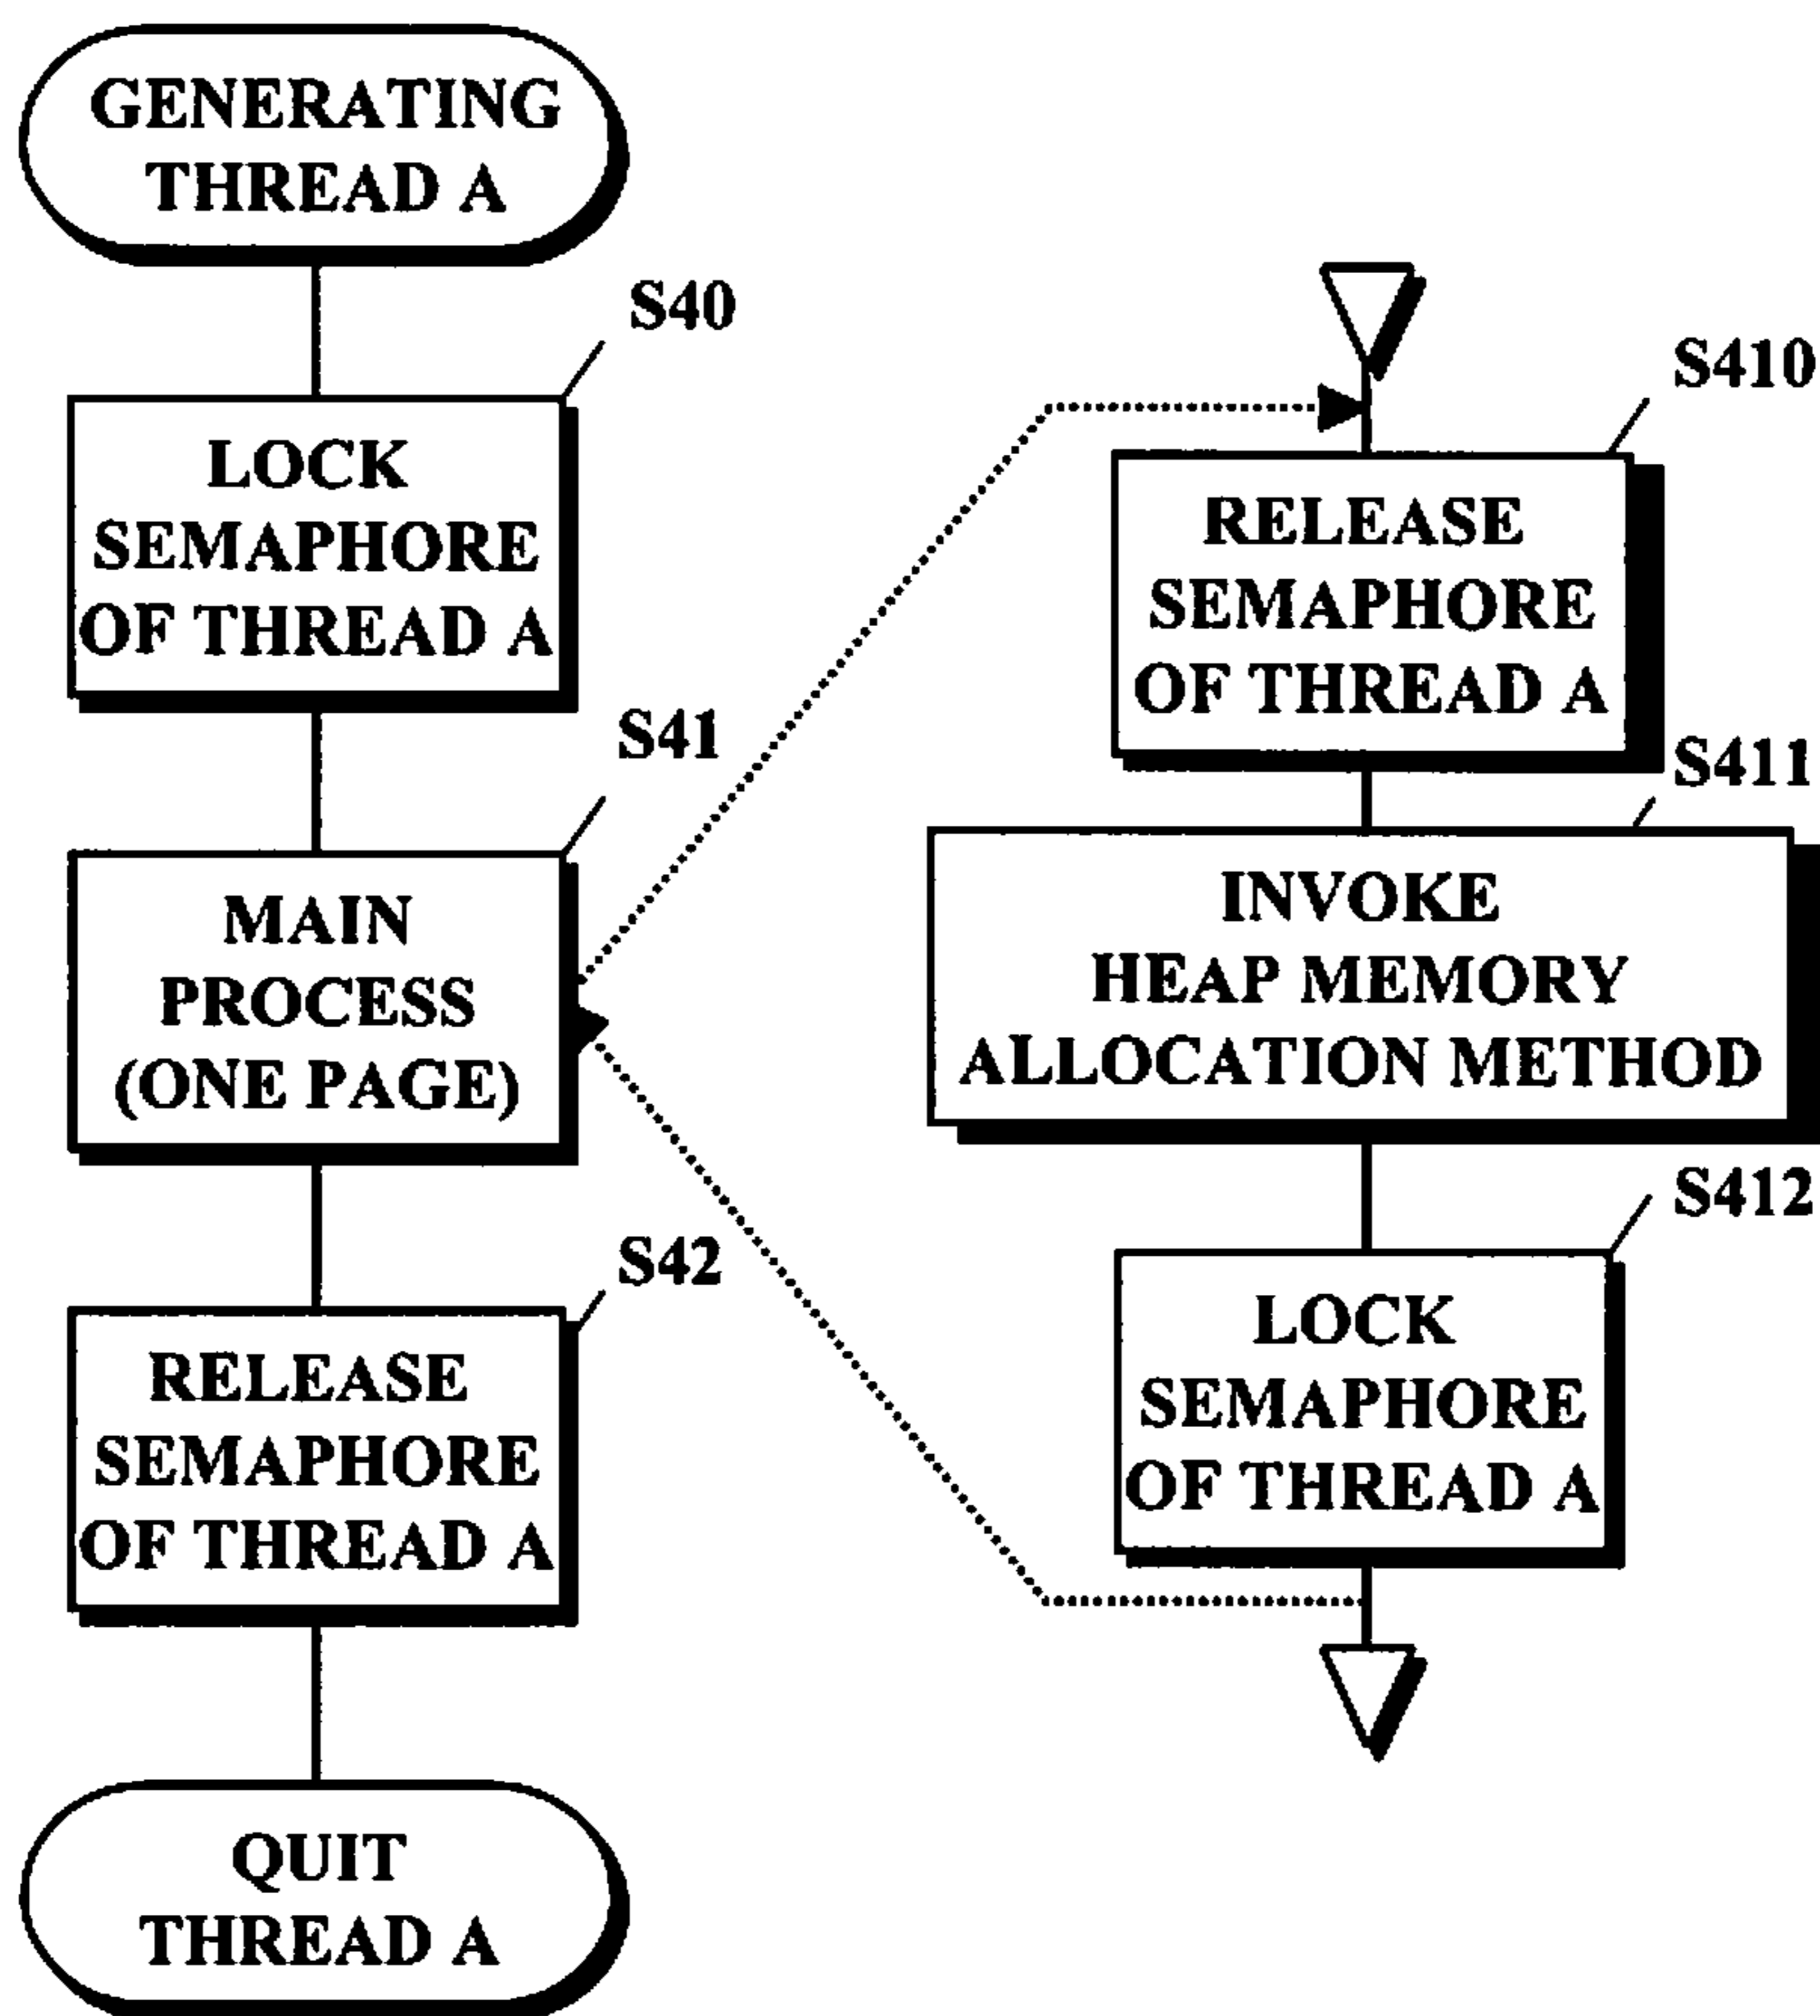 GENERATING
THREAD A
S40
LOCK
SEMAPHORE
OF THREAD A
S41
MAIN
PROCESS
(ONE PAGE)
S42
RELEASE
SEMAPHORE
OF THREAD A
QUIT
THREAD A
S410
RELEASE
SEMAPHORE
OF THREAD A
S411
INVOKE
HEAP MEMORY
ALLOCATION METHOD
S412
LOCK
SEMAPHORE
OF THREAD A